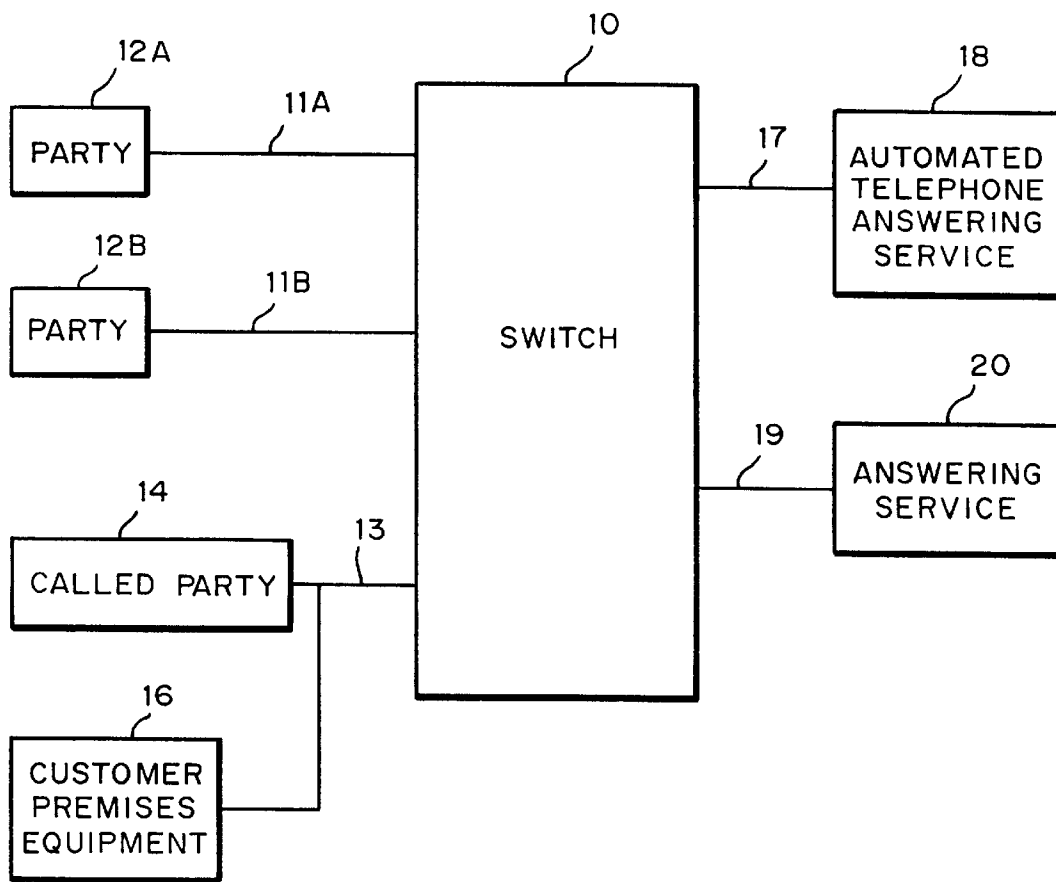 10
12A
18
11A
PARTY
17
AUTOMATED
TELEPHONE
ANSWERING
SERVICE
12B
11B
PARTY
SWITCH
20
19
ANSWERING
SERVICE
14
13
CALLED PARTY
16
CUSTOMER
PREMISES
EQUIPMENT